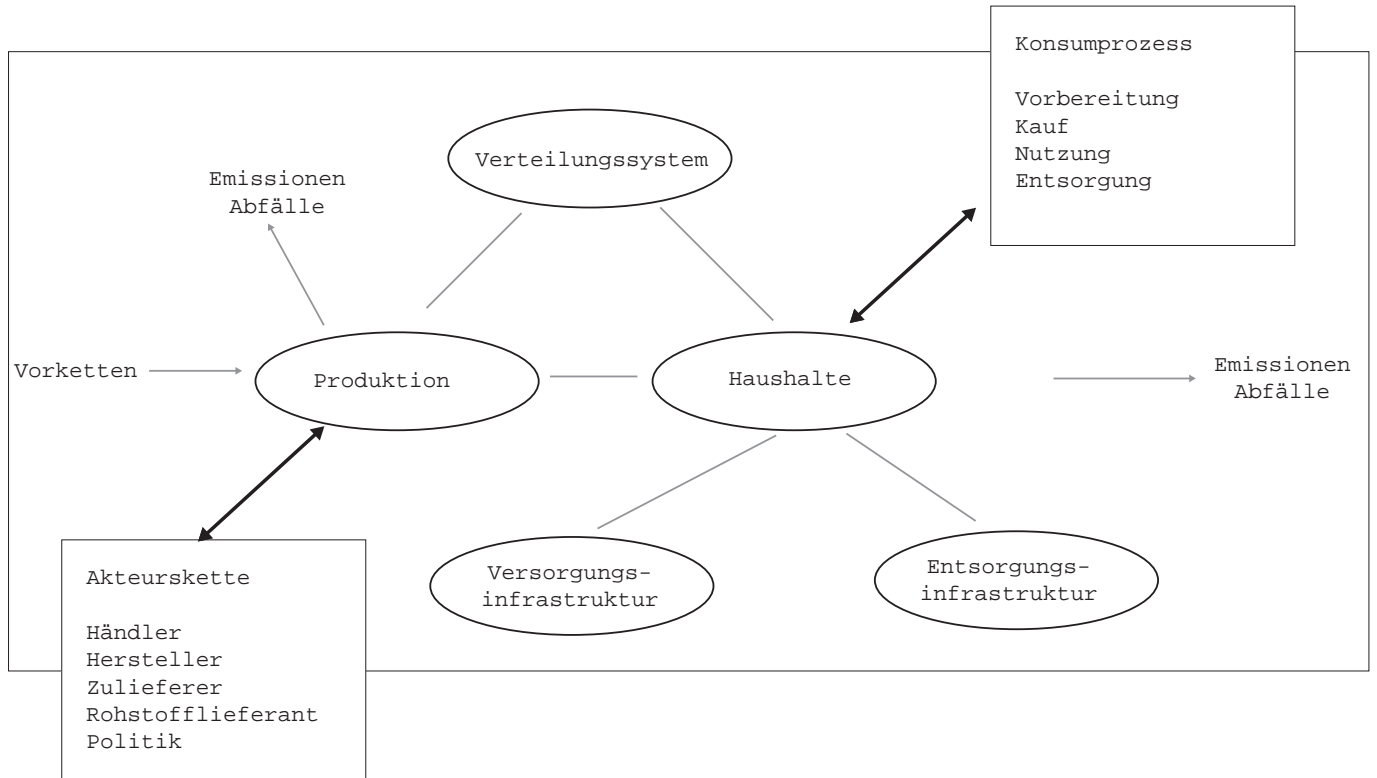 Konsumprozess
Vorbereitung
Kauf
Nutzung
Entsorgung
Verteilungssystem
Emissionen
Abfälle
Vorketten
Produktion
Haushalte
Emissionen
Abfälle
Akteurskette
Händler
Hersteller
Zulieferer
Rohstofflieferant
Politik
Versorgungs-
infrastruktur
Entsorgungs-
infrastruktur